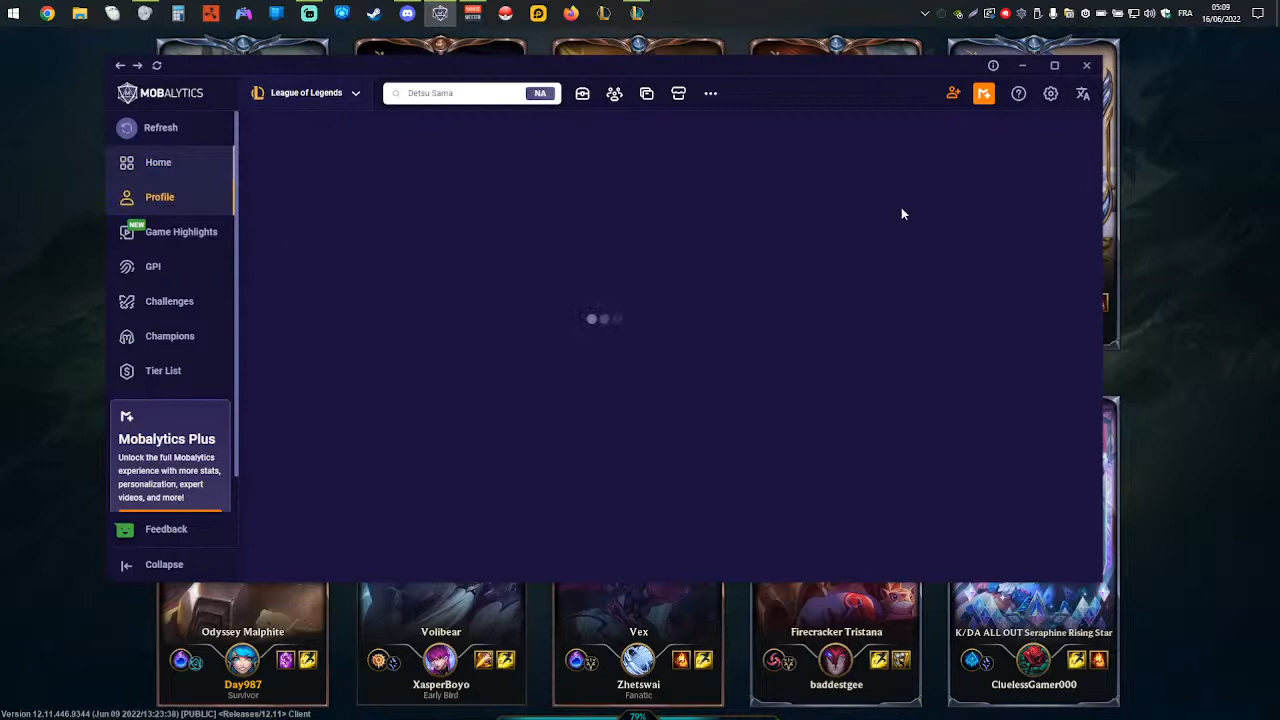 FRA
05:09
16/06/2022
MOBALYTICS
League of Legends
Detsu Sama
NA
Refresh
Home
Profile
NEW
Game Highlights
GPI
Challenges
Champions
Tier List
Mobalytics Plus
Unlock the full Mobalytics
experience with more stats,
personalization, expert
videos, and more!
Feedback
Collapse
Odyssey Malphite
Day987
Survivor
Volibear
XasperBoyo
Early Bird
Vex
Zhetswai
Fanatic
Firecracker Tristana
baddestgee
K/DA ALL OUT Seraphine Rising Star
CluelessGamer000
Version 12.11.446.9344 (Jun 09 2022/13:23:38) [PUBLIC] <Releases/12.11> Client
79%